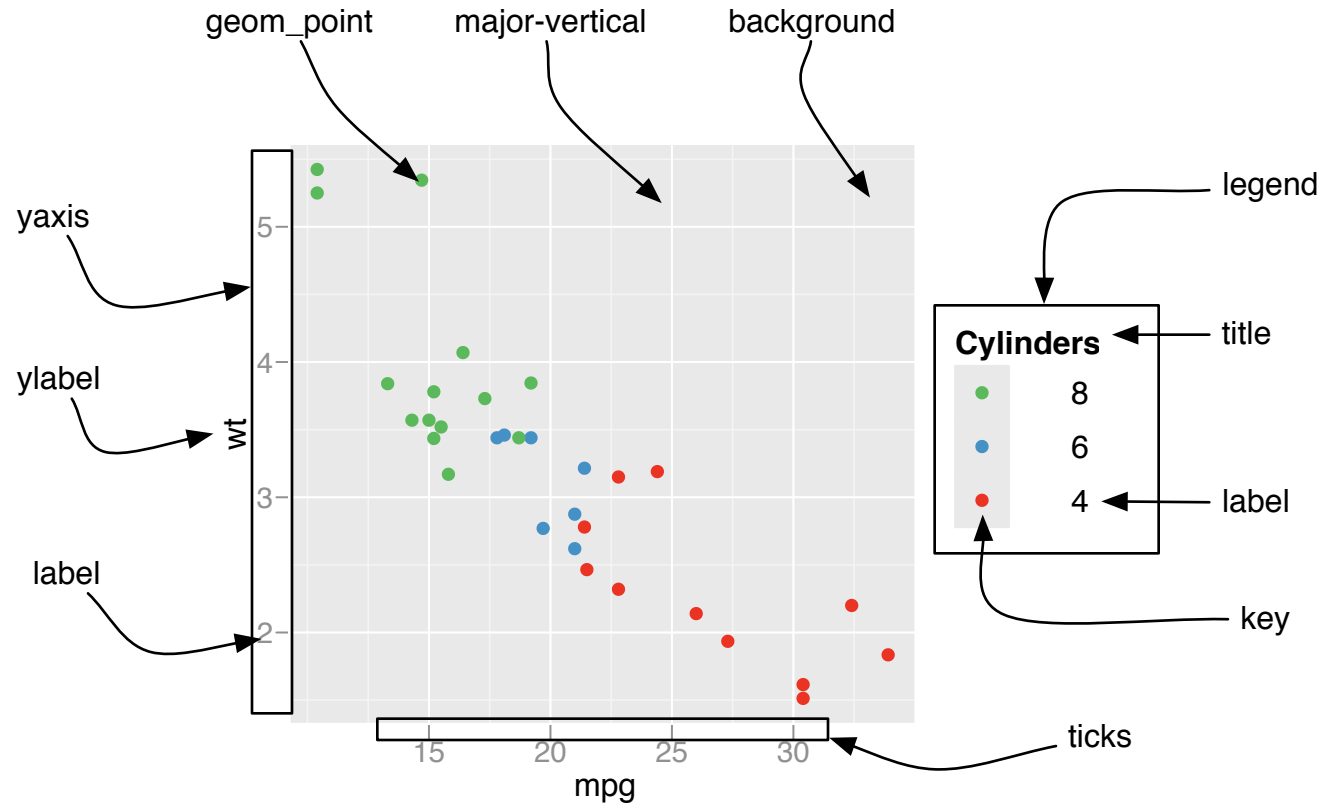 geom_point major-vertical background
legend
yaxis
5
title
Cylinders
4
ylabel
8
wt
6
3
4
label
label
2
key
ticks
15 20 25 30
mpg